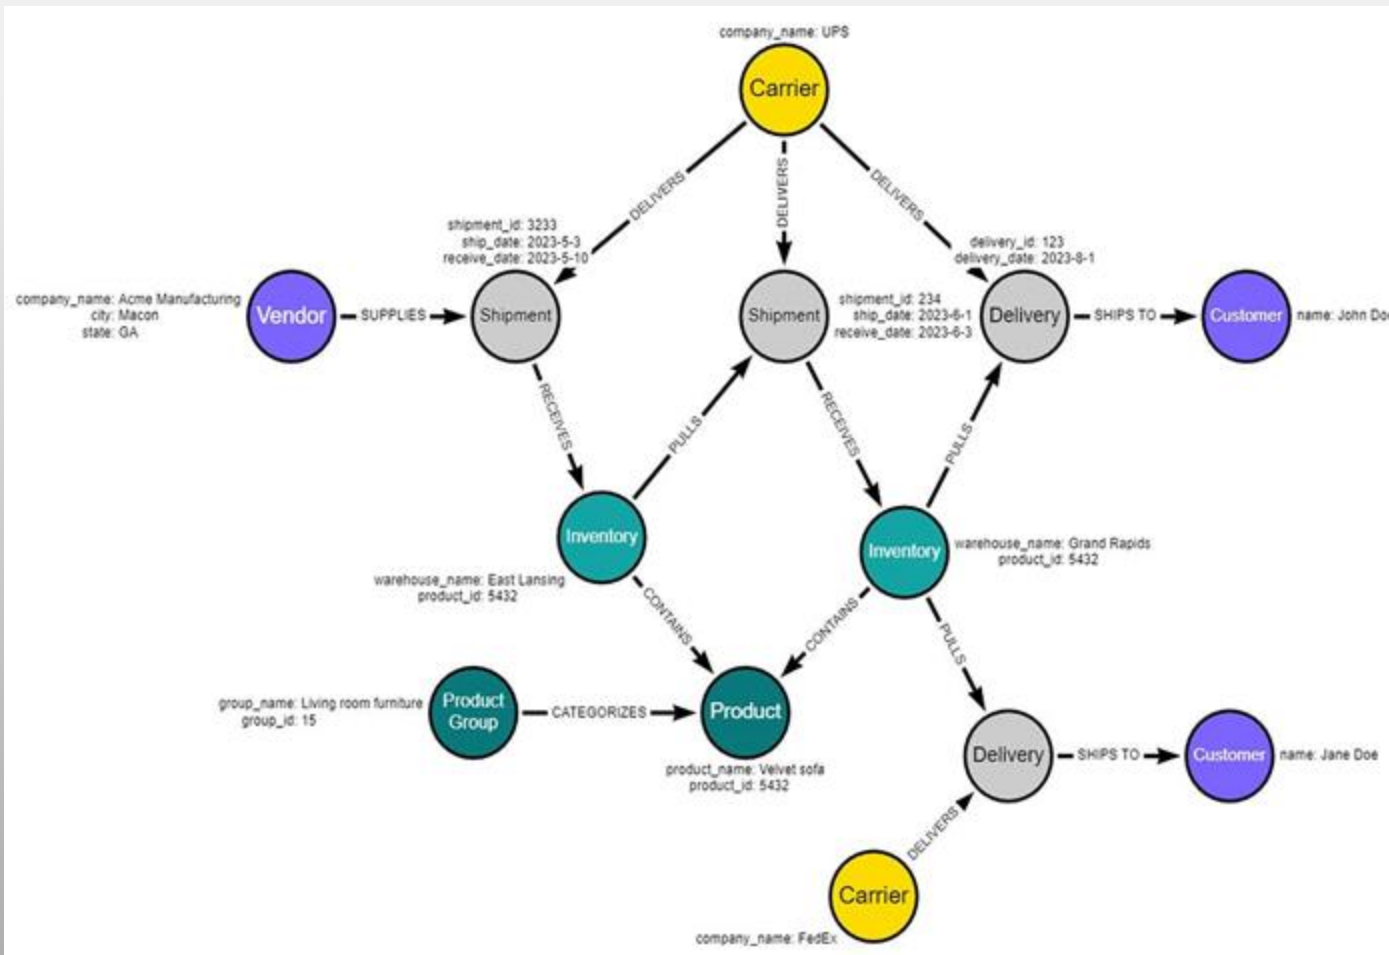 company_name: UPS
Carrier
DELIVERS
DELIVERS
DELIVERS
shipment_id: 3233
ship_date: 2023-5-3
receive_date: 2023-5-10
delivery_id: 123
delivery_date: 2023-8-1
company_name: Acme Manufacturing
city: Macon
state: GA
Vendor
SUPPLIES
Shipment
Shipment
shipment_id: 234
ship_date: 2023-6-1
receive_date: 2023-6-3
Delivery
SHIPS TO
Customer
name: John Doe
RECEIVES
PULLS
RECEIVES
PULLS
Inventory
warehouse_name: East Lansing
product_id: 5432
Inventory
warehouse_name: Grand Rapids
product_id: 5432
CONTAINS
CONTAINS
PULLS
group_name: Living room furniture
group_id: 15
Product
Group
CATEGORIZES
Product
product_name: Velvet sofa
product_id: 5432
Delivery
SHIPS TO
Customer
name: Jane Doe
DELIVERS
Carrier
company_name: FedEx